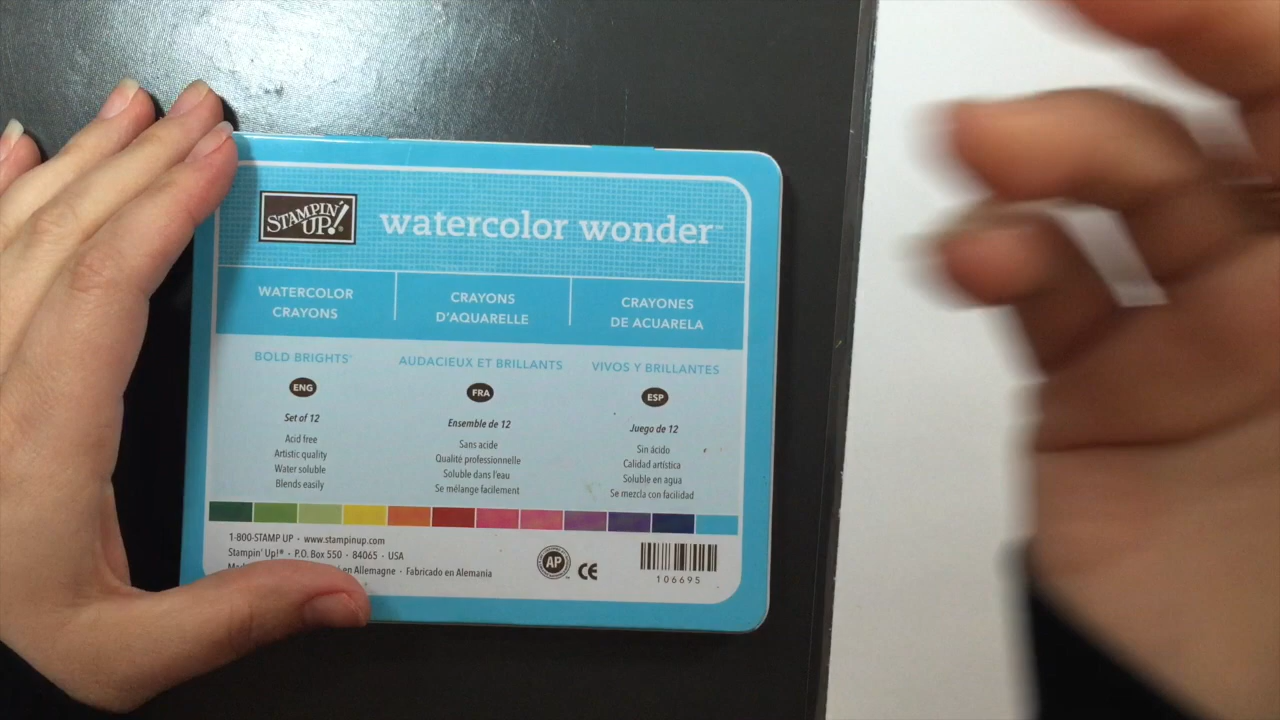 STAMPIN' UP!®
watercolor wonder™
WATERCOLOR
CRAYONS
CRAYONS
D'AQUARELLE
CRAYONES
DE ACUARELA
BOLD BRIGHTS™
ENG
Set of 12
Acid free
Artistic quality
Water soluble
Blends easily
AUDACIEUX ET BRILLANTS
FRA
Ensemble de 12
Sans acide
Qualité professionnelle
Soluble dans l'eau
Se mélange facilement
VIVOS Y BRILLANTES
ESP
Juego de 12
Sin ácido
Calidad artística
Soluble en agua
Se mezcla con facilidad
1-800-STAMP UP · www.stampinup.com
Stampin' Up!® · P.O. Box 550 · 84065 · USA
en Allemagne · Fabricado en Alemania
AP
CE
106695